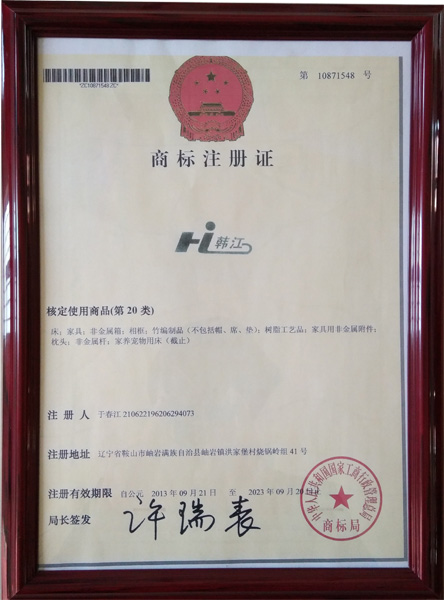 *ZC10871548.ZC*
第 10871548 号
商标注册证
Hi 韩江
核定使用商品(第 20 类)
床；家具；非金属箱；相框；竹编制品（不包括帽、席、垫）；树脂工艺品；家具用非金属附件；
枕头；非金属杆；家养宠物用床（截止）
注 册 人 于春江 210622196206294073
注册地址 辽宁省鞍山市岫岩满族自治县岫岩镇洪家堡村烧锅岭组 41 号
注册有效期限 自公元 2013 年 09 月 21 日 至 2023 年 09 月 20 日止
局长签发 许瑞表
中华人民共和国国家工商行政管理总局
商标局